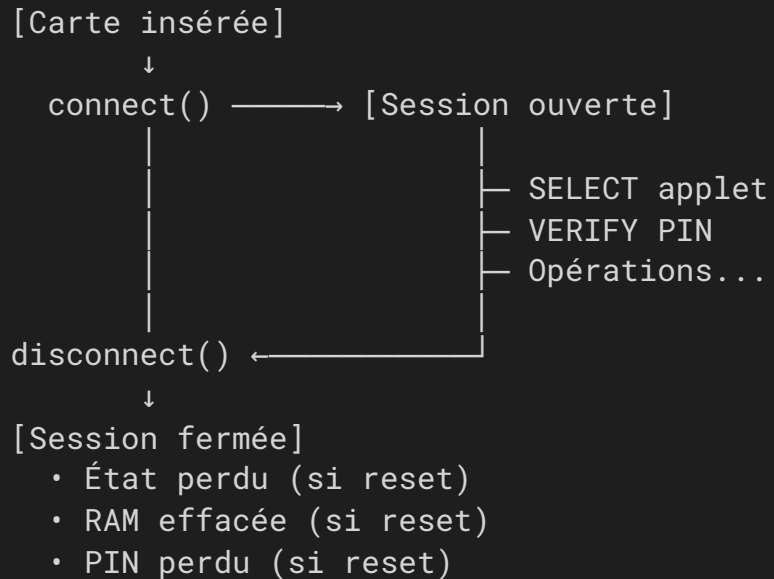 [Carte insérée]
↓
connect() ─────→ [Session ouverte]
│ │
│ ├─ SELECT applet
│ ├─ VERIFY PIN
│ ├─ Opérations...
│ │
disconnect() ←────────────┘
↓
[Session fermée]
• État perdu (si reset)
• RAM effacée (si reset)
• PIN perdu (si reset)